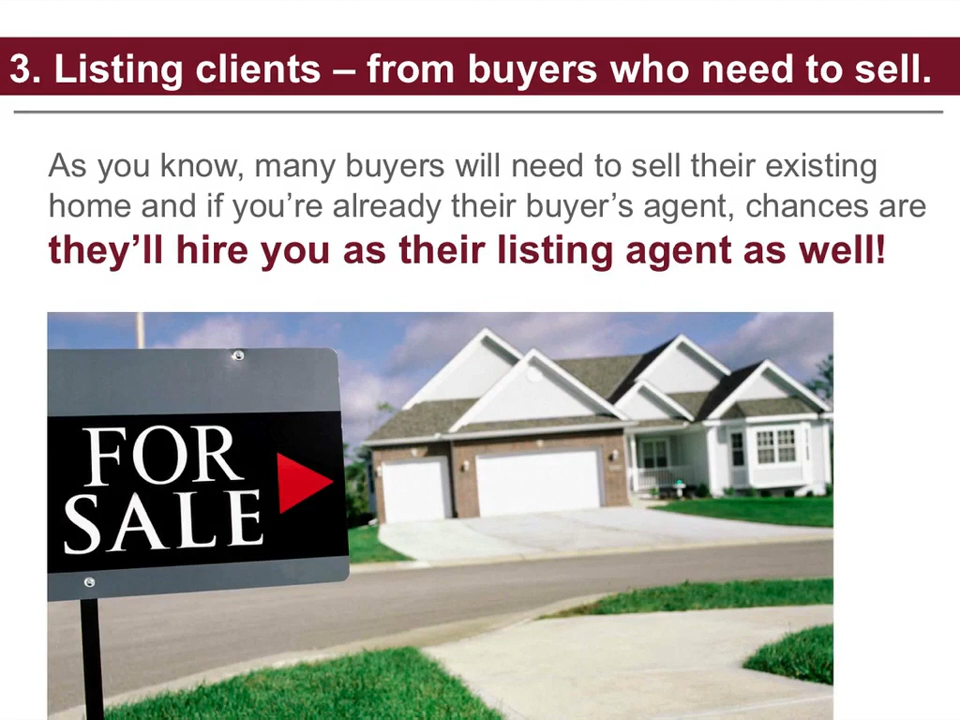 3. Listing clients – from buyers who need to sell.
As you know, many buyers will need to sell their existing
home and if you’re already their buyer’s agent, chances are
they’ll hire you as their listing agent as well!
FOR
SALE